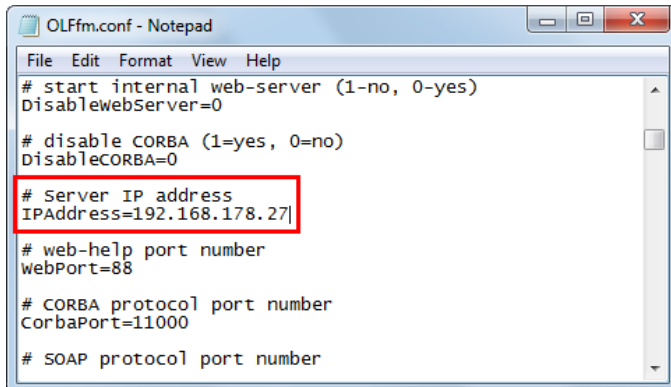 OLFfm.conf - Notepad
File Edit Format View Help
# start internal web-server (1-no, 0-yes)
DisableWebServer=0
# disable CORBA (1=yes, 0=no)
DisableCORBA=0
# Server IP address
IPAddress=192.168.178.27
# web-help port number
WebPort=88
# CORBA protocol port number
CorbaPort=11000
# SOAP protocol port number